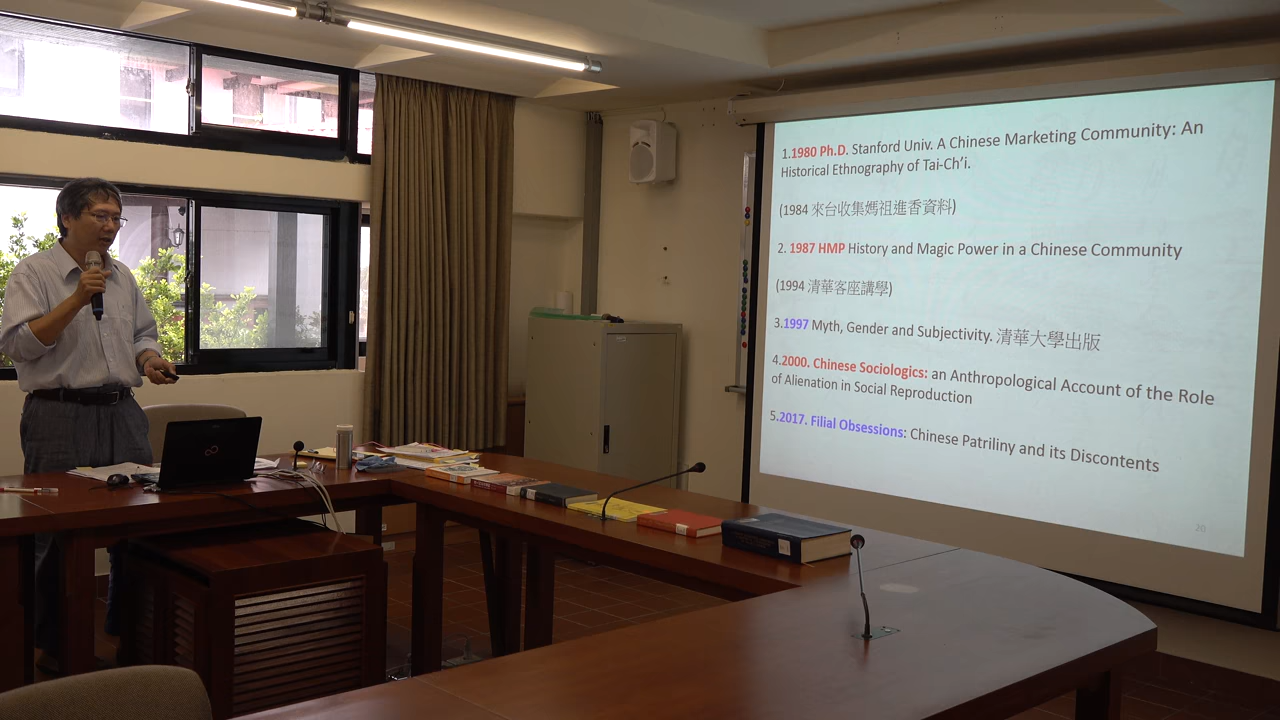 1.1980 Ph.D. Stanford Univ. A Chinese Marketing Community: An
Historical Ethnography of Tai-Ch'i.
(1984 來台收集媽祖進香資料)
2. 1987 HMP History and Magic Power in a Chinese Community
(1994 清華客座講學)
3.1997 Myth, Gender and Subjectivity. 清華大學出版
4.2000. Chinese Sociologics: an Anthropological Account of the Role
of Alienation in Social Reproduction
5.2017. Filial Obsessions: Chinese Patriliny and its Discontents
20